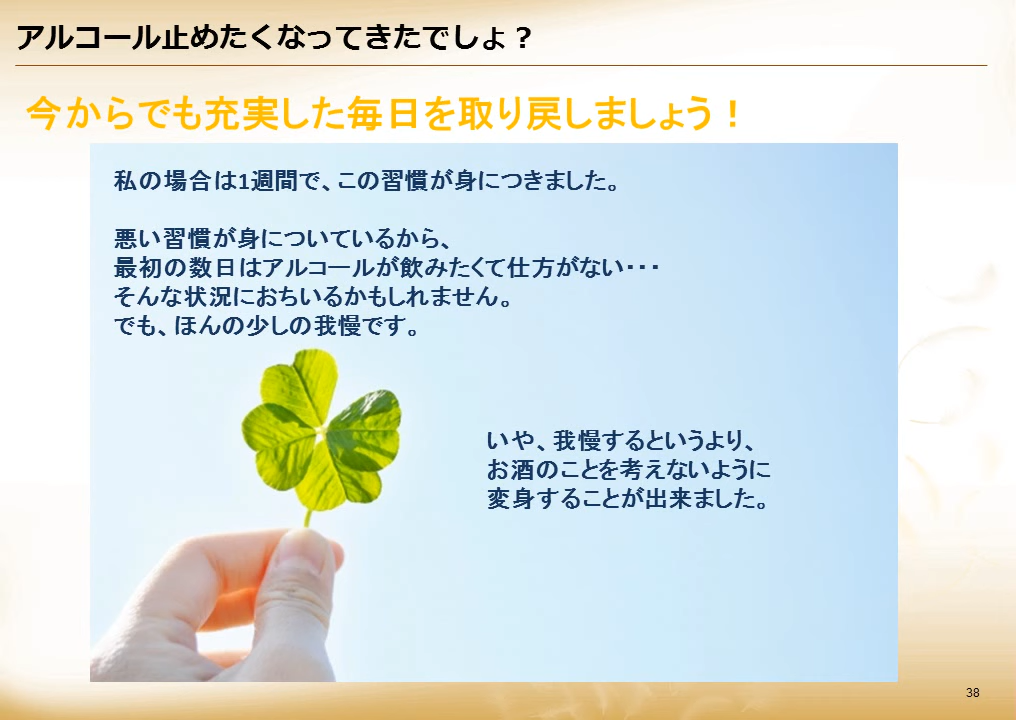 アルコール止めたくなってきたでしょ？
今からでも充実した毎日を取り戻しましょう！
私の場合は1週間で、この習慣が身につきました。
悪い習慣が身についているから、
最初の数日はアルコールが飲みたくて仕方がない・・・
そんな状況におちいるかもしれません。
でも、ほんの少しの我慢です。
いや、我慢するというより、
お酒のことを考えないように
変身することが出来ました。
38